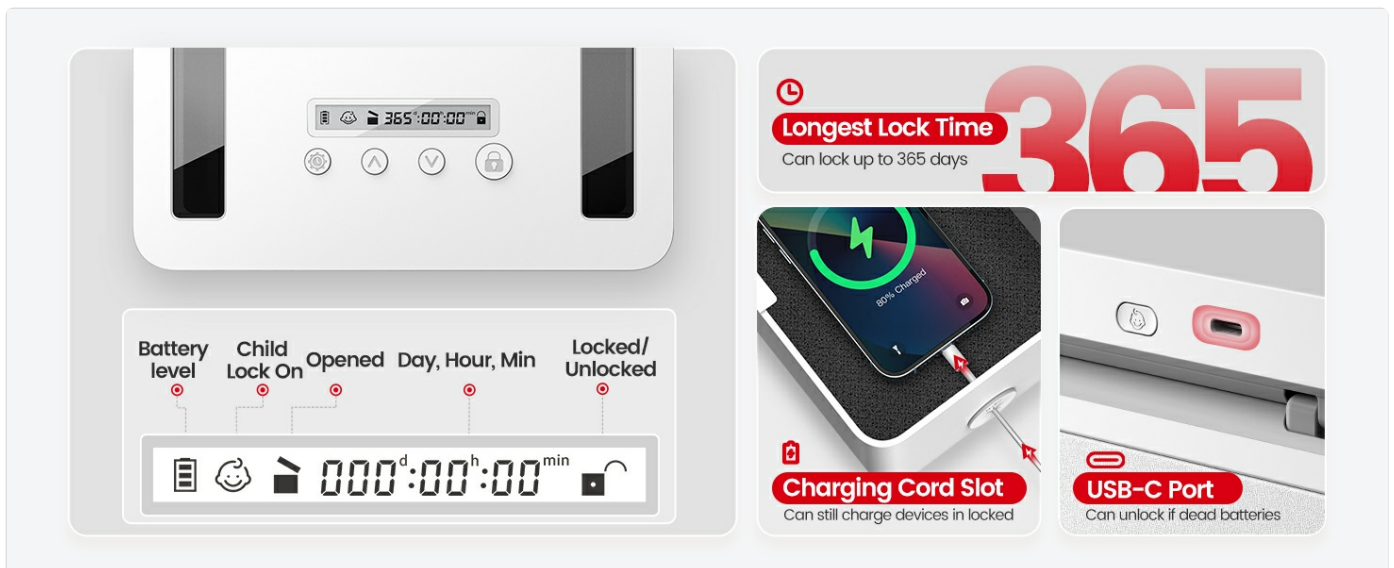 365d:00h:00min
Battery
level
Child
Lock On
Opened
Day, Hour, Min
Locked/
Unlocked
000d:00h:00min
Longest Lock Time
Can lock up to 365 days
365
80% Charged
Charging Cord Slot
Can still charge devices in locked
USB-C Port
Can unlock if dead batteries